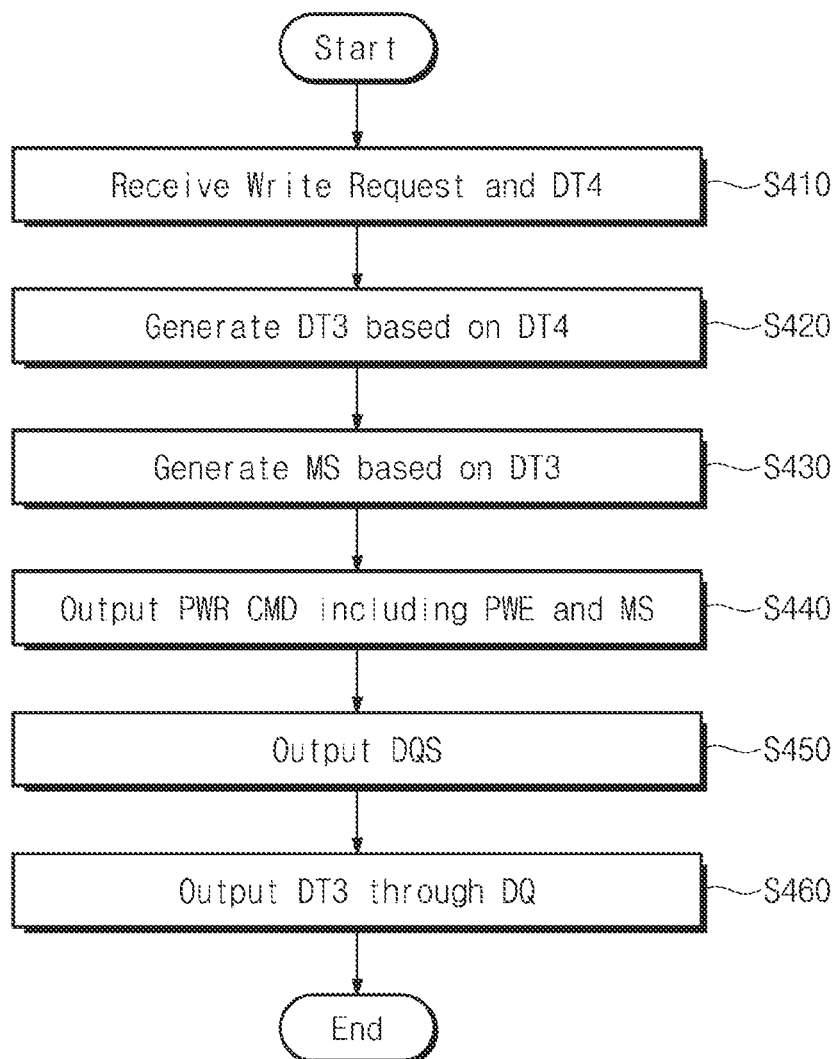 Start
Receive Write Request and DT4
S410
Generate DT3 based on DT4
S420
Generate MS based on DT3
S430
Output PWR CMD including PWE and MS
S440
Output DQS
S450
Output DT3 through DQ
S460
End